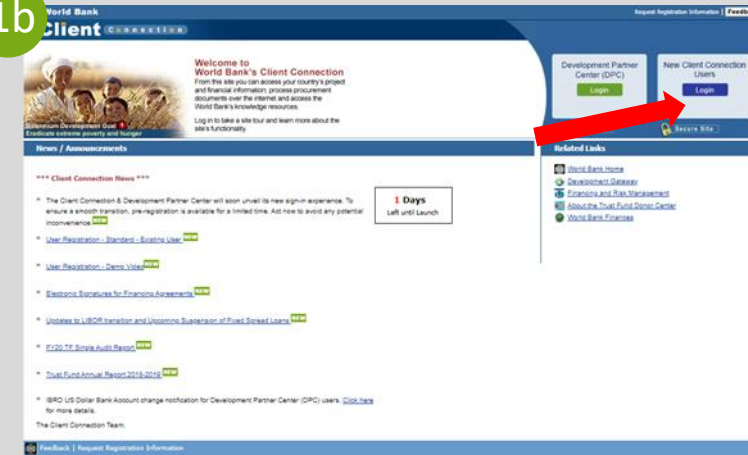 1b
World Bank
Client Connection
Request Registration Information | Feedb
Welcome to
World Bank's Client Connection
From this site you can access your country's project
and financial information; process procurement
documents over the internet and access the
World Bank's knowledge resources.
Log in to take a site tour and learn more about the
site's functionality.
Millennium Development Goal 1
Eradicate extreme poverty and hunger
Development Partner
Center (DPC)
Login
New Client Connection
Users
Login
Secure Site
News / Announcements
*** Client Connection News ***
* The Client Connection & Development Partner Center will soon unveil its new sign-in experience. To
ensure a smooth transition, pre-registration is available for a limited time. Act now to avoid any potential
inconvenience. NEW
1 Days
Left until Launch
* User Registration - Standard - Existing User NEW
* User Registration - Demo Video NEW
* Electronic Signatures for Financing Agreements NEW
* Updates to LIBOR transition and Upcoming Suspension of Fixed Spread Loans NEW
* FY20 TF Single Audit Report NEW
* Trust Fund Annual Report 2018-2019 NEW
* IBRD US Dollar Bank Account change notification for Development Partner Center (DPC) users. Click here
for more details.
The Client Connection Team.
Related Links
World Bank Home
Development Gateway
Financing and Risk Management
About the Trust Fund Donor Center
World Bank Finances
Feedback | Request Registration Information